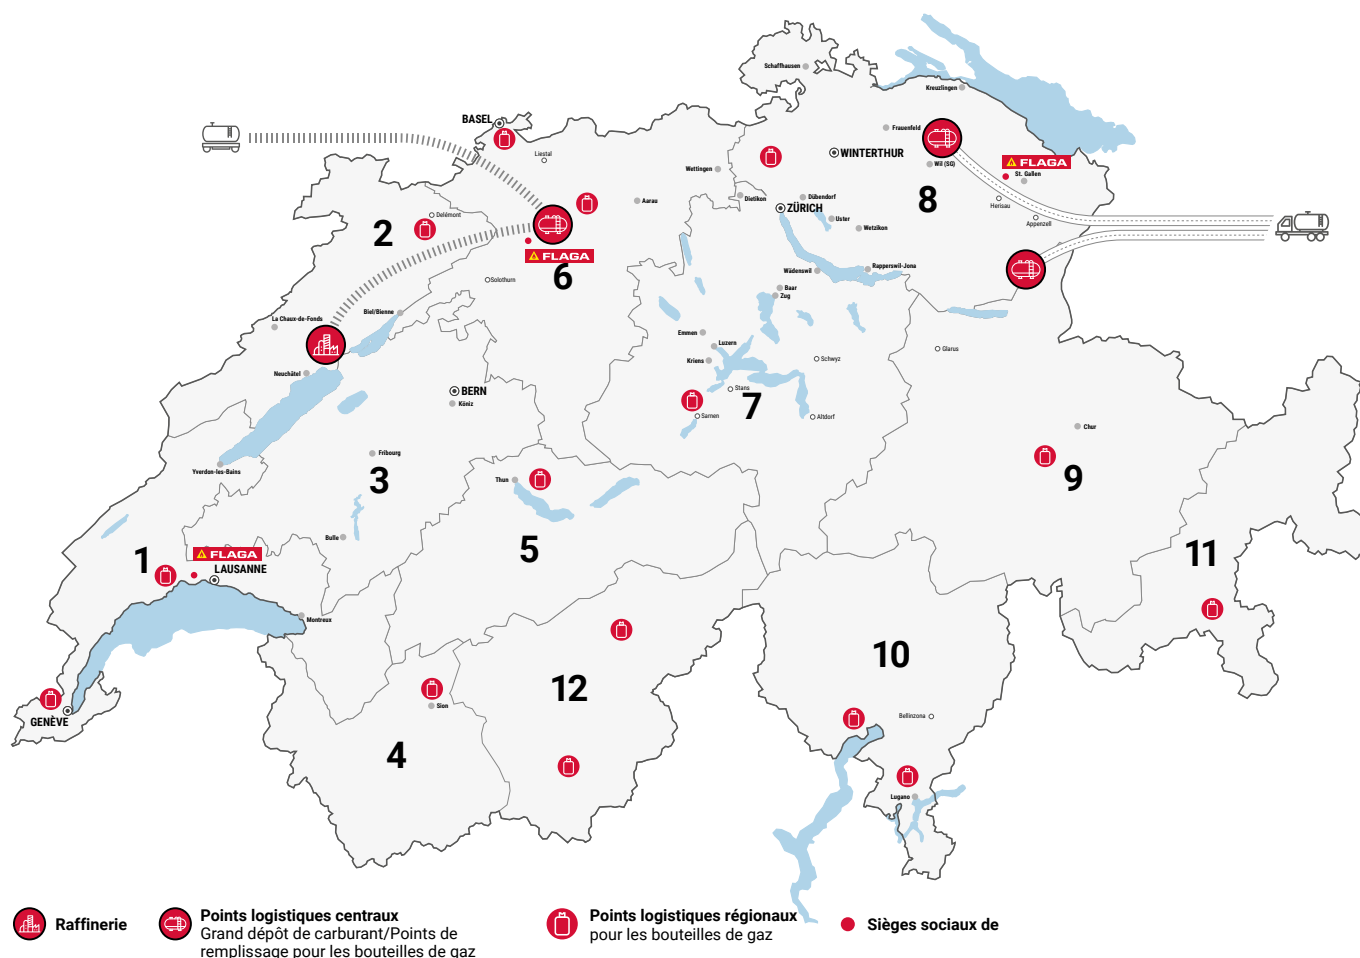 Schaffhausen
Kreuzlingen
BASEL
Frauenfeld
Liestal
WINTERTHUR
Wil (SG)
FLAGA
St. Gallen
Wettingen
Dietikon
Dübendorf
ZÜRICH
Aarau
8
Herisau
Uster
Appenzell
Wetzikon
2
Delémont
FLAGA
6
Solothurn
Wädenswil
Rapperswil-Jona
Baar
Zug
La Chaux-de-Fonds
Biel/Bienne
Emmen
Luzern
Glarus
Kriens
Schwyz
Neuchâtel
BERN
Köniz
Stans
7
Sarnen
Altdorf
Chur
Fribourg
Yverdon-les-Bains
3
Thun
9
Bulle
5
1
FLAGA
LAUSANNE
11
Montreux
10
12
Sion
GENÈVE
Bellinzona
4
Lugano
Raffinerie
Points logistiques centraux
Grand dépôt de carburant/Points de
remplissage pour les bouteilles de gaz
Points logistiques régionaux
pour les bouteilles de gaz
Sièges sociaux de